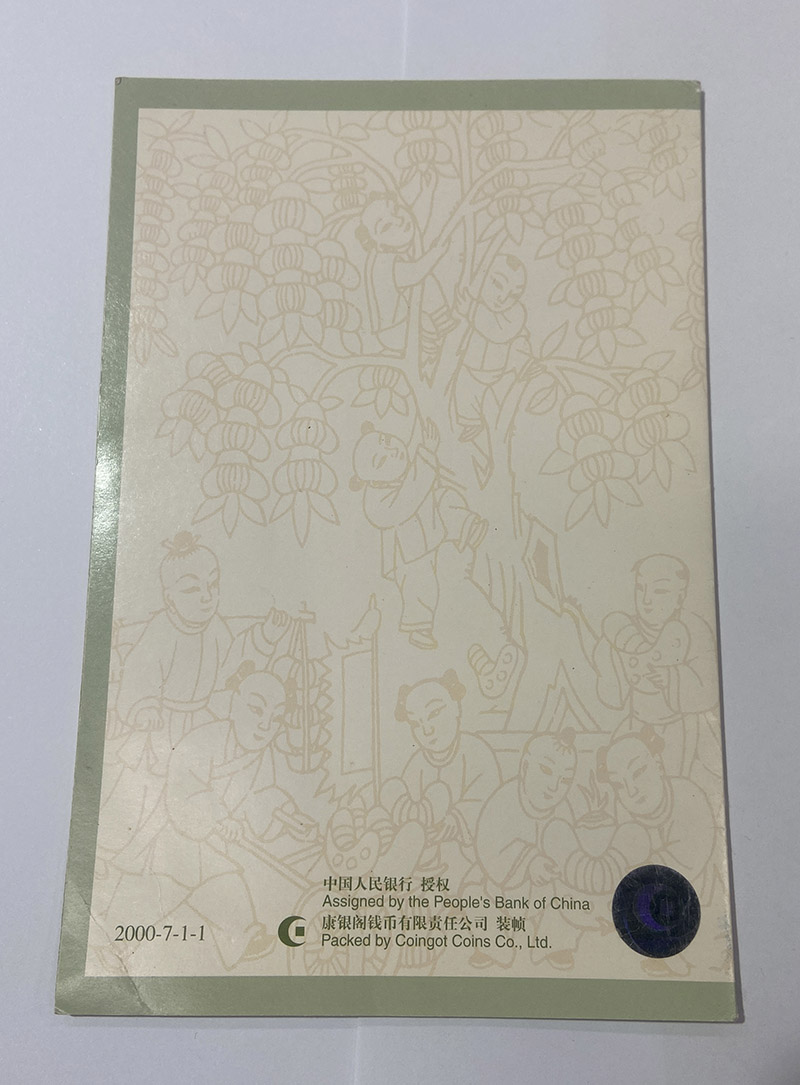 中国人民银行 授权
Assigned by the People's Bank of China
康银阁钱币有限责任公司 装帧
Packed by Coingot Coins Co., Ltd.
2000-7-1-1